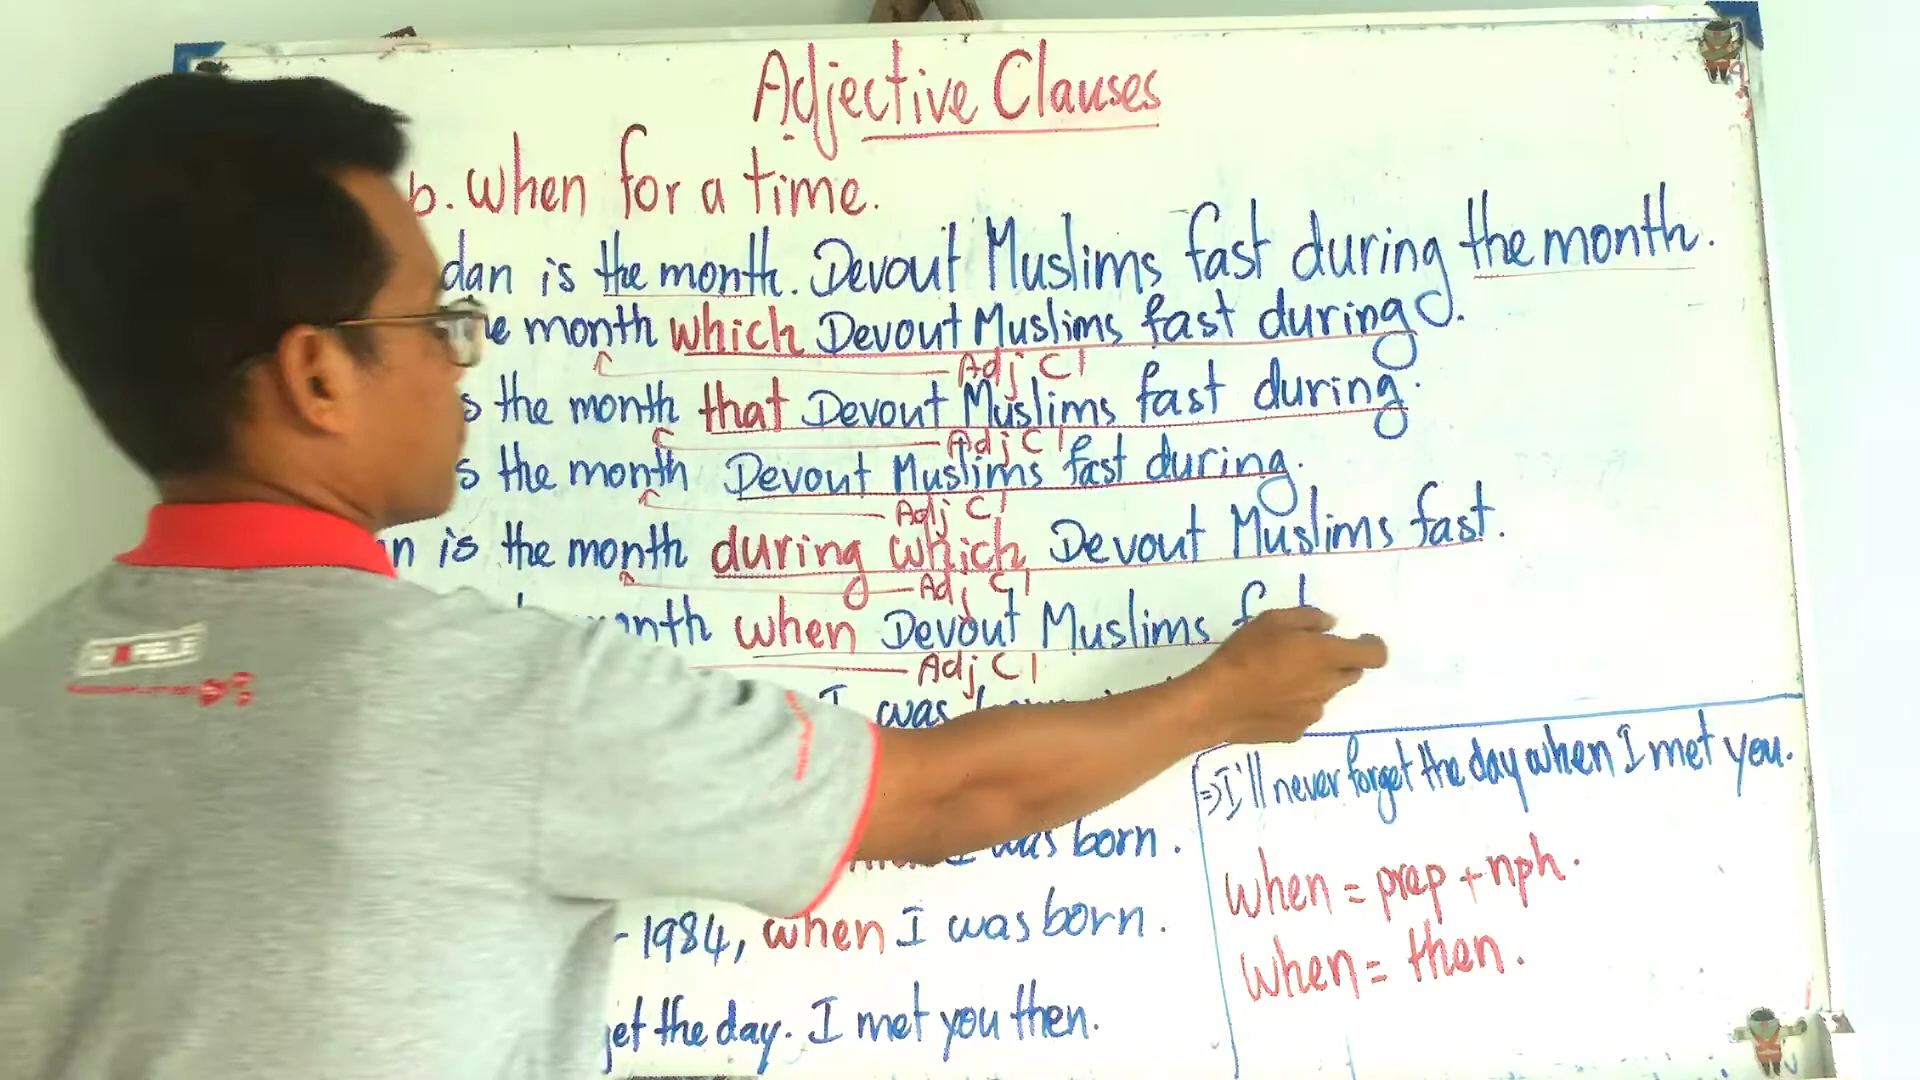 Adjective Clauses
b. When for a time.
dan is the month. Devout Muslims fast during the month.
month which Devout Muslims fast during.
Adj Cl
the month that Devout Muslims fast during.
Adj Cl
the month Devout Muslims fast during.
Adj Cl
is the month during which Devout Muslims fast.
Adj Cl
when Devout Muslims
Adj Cl
I was
was born.
1984, when I was born.
the day. I met you then.
⇒ I'll never forget the day when I met you.
when = prep + nph.
when = then.